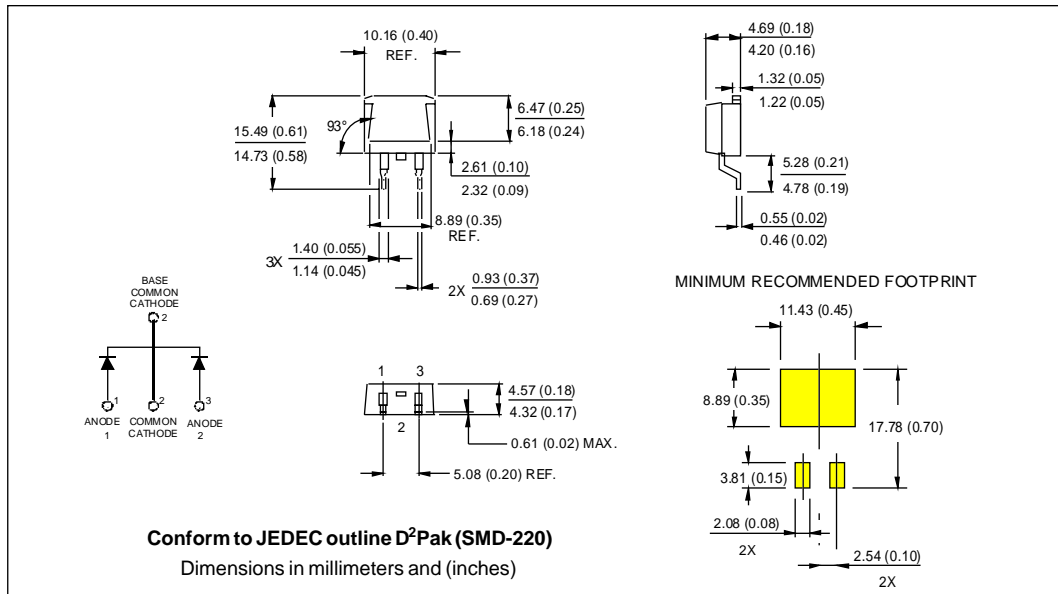 10.16 (0.40)
REF.
93°
15.49 (0.61)
14.73 (0.58)
6.47 (0.25)
6.18 (0.24)
2.61 (0.10)
2.32 (0.09)
8.89 (0.35)
REF.
3X
1.40 (0.055)
1.14 (0.045)
2X
0.93 (0.37)
0.69 (0.27)
4.69 (0.18)
4.20 (0.16)
1.32 (0.05)
1.22 (0.05)
5.28 (0.21)
4.78 (0.19)
0.55 (0.02)
0.46 (0.02)
BASE
COMMON
CATHODE
2
1
2
3
ANODE
1
COMMON
CATHODE
ANODE
2
1
3
2
4.57 (0.18)
4.32 (0.17)
0.61 (0.02) MAX.
5.08 (0.20) REF.
MINIMUM RECOMMENDED FOOTPRINT
11.43 (0.45)
8.89 (0.35)
17.78 (0.70)
3.81 (0.15)
2.08 (0.08)
2X
2.54 (0.10)
2X
Conform to JEDEC outline D²Pak (SMD-220)
Dimensions in millimeters and (inches)